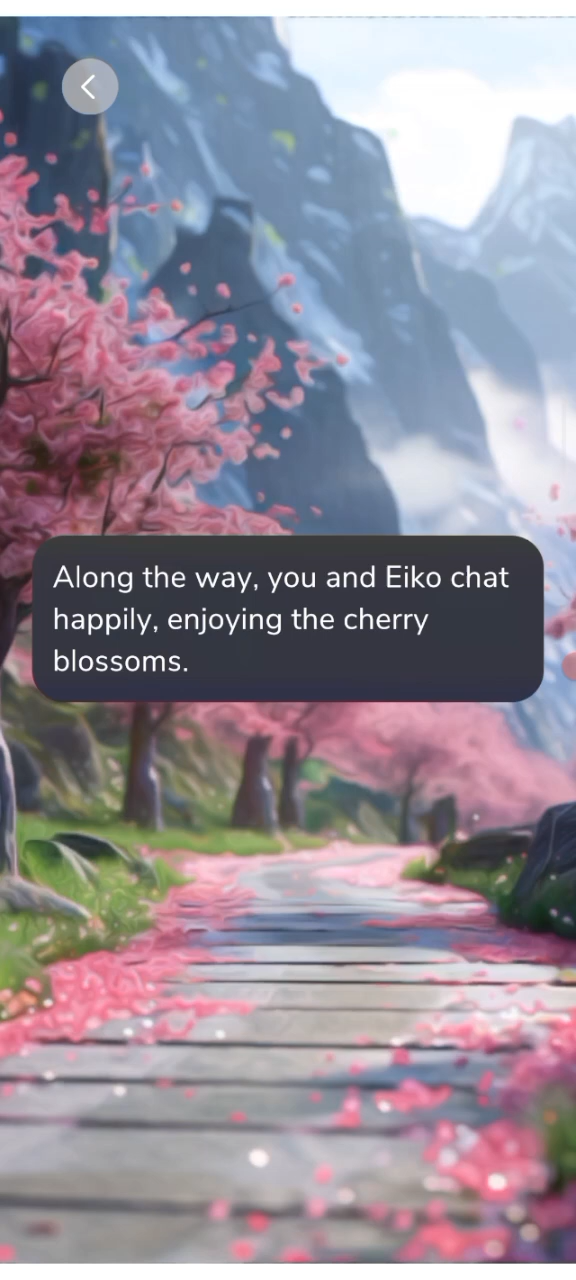 Along the way, you and Eiko chat
happily, enjoying the cherry
blossoms.